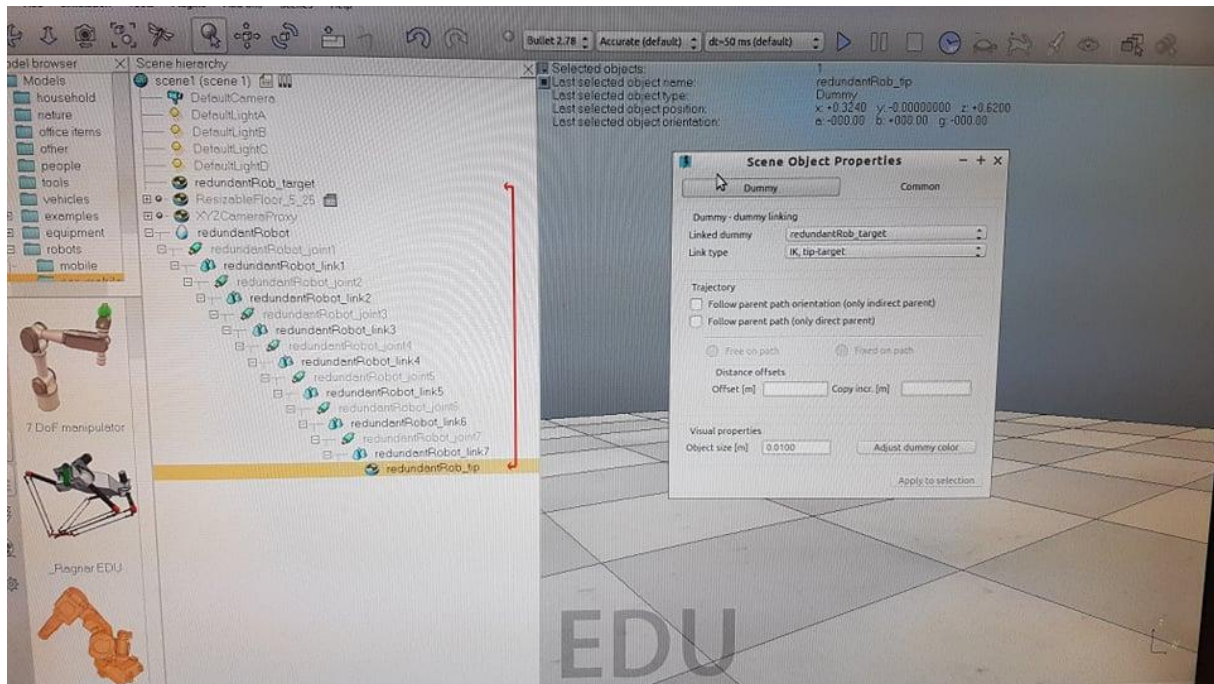 Bullet 2.78
Accurate (default)
dt=50 ms (default)
Scene hierarchy
Models
household
nature
office items
other
people
tools
vehicles
examples
equipment
robots
mobile
7 DoF manipulator
_Ragnar EDU
scene1 (scene 1)
DefaultCamera
DefaultLightA
DefaultLightB
DefaultLightC
DefaultLightD
redundantRob_target
ResizableFloor_5_25
XYZCameraProxy
redundantRobot
redundantRobot_joint1
redundantRobot_link1
redundantRobot_joint2
redundantRobot_link2
redundantRobot_joint3
redundantRobot_link3
redundantRobot_joint4
redundantRobot_link4
redundantRobot_joint5
redundantRobot_link5
redundantRobot_joint6
redundantRobot_link6
redundantRobot_joint7
redundantRobot_link7
redundantRob_tip
Selected objects: 1
Last selected object name: redundantRob_tip
Last selected object type: Dummy
Last selected object position: x: +0.3240 y: -0.00000000 z: +0.6200
Last selected object orientation: a: -000.00 b: +000.00 g: -000.00
Scene Object Properties
Dummy Common
Dummy - dummy linking
Linked dummy redundantRob_target
Link type IK, tip-target
Trajectory
Follow parent path orientation (only indirect parent)
Follow parent path (only direct parent)
Free on path Fixed on path
Distance offsets
Offset [m] Copy incr. [m]
Visual properties
Object size [m] 0.0100 Adjust dummy color
Apply to selection
EDU